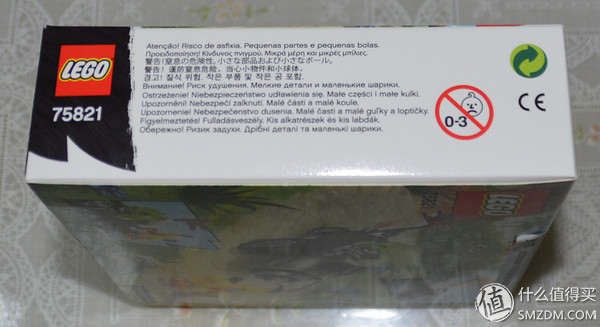 LEGO
75821
Atenção! Risco de asfixia. Pequenas partes e pequenas bolas.
Προειδοποίηση! Κίνδυνος πνιγμού. Μικρά μέρη και μικρές μπίλιες.
警告!窒息の危険性。小さな部品および小さなボール。
警告! 谨防窒息危险。当心小物件和小球体。
경고! 질식 위험. 작은 부품 및 작은 공 포함.
Внимание! Риск удушения. Мелкие детали и маленькие шарики.
Ostrzeżenie! Niebezpieczeństwo udławienia się. Małe części i małe kulki.
Upozornění! Nebezpečí zalknutí. Malé části a malé koule.
Upozornenie! Nebezpečenstvo dusenia. Malé časti a malé guľky a loptičky.
Figyelmeztetés! Fulladásveszély. Kis alkatrészek és kis labdák.
Обережно! Ризик задухи. Дрібні деталі та маленькі шарики.
0-3
CE
LEGO
75821
值 什么值得买
SMZDM.COM